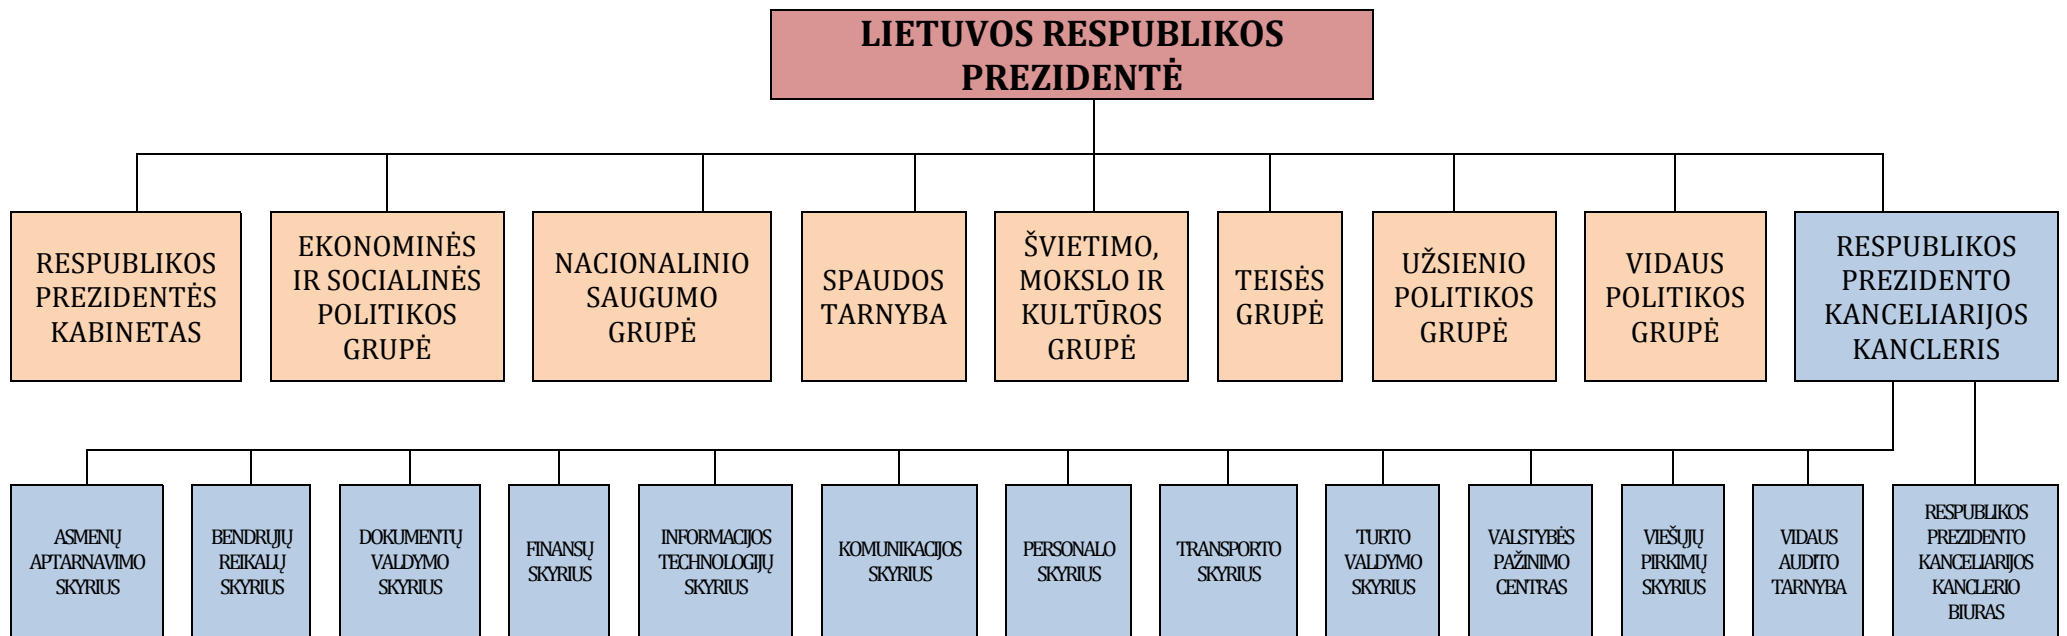 LIETUVOS RESPUBLIKOS
PREZIDENTĖ
RESPUBLIKOS
PREZIDENTĖS
KABINETAS
EKONOMINĖS
IR SOCIALINĖS
POLITIKOS
GRUPĖ
NACIONALINIO
SAUGUMO
GRUPĖ
SPAUDOS
TARNYBA
ŠVIETIMO,
MOKSLO IR
KULTŪROS
GRUPĖ
TEISĖS
GRUPĖ
UŽSIENIO
POLITIKOS
GRUPĖ
VIDAUS
POLITIKOS
GRUPĖ
RESPUBLIKOS
PREZIDENTO
KANCELIARIJOS
KANCLERIS
ASMENŲ
APTARNAVIMO
SKYRIUS
BENDRŲJŲ
REIKALŲ
SKYRIUS
DOKUMENTŲ
VALDYMO
SKYRIUS
FINANSŲ
SKYRIUS
INFORMACIJOS
TECHNOLOGIJŲ
SKYRIUS
KOMUNIKACIJOS
SKYRIUS
PERSONALO
SKYRIUS
TRANSPORTO
SKYRIUS
TURTO
VALDYMO
SKYRIUS
VALSTYBĖS
PAŽINIMO
CENTRAS
VIEŠŲJŲ
PIRKIMŲ
SKYRIUS
VIDAUS
AUDITO
TARNYBA
RESPUBLIKOS
PREZIDENTO
KANCELIARIJOS
KANCLERIO
BIURAS